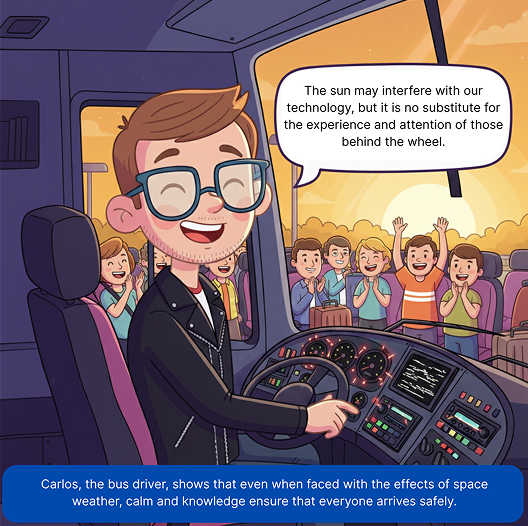 The sun may interfere with our
technology, but it is no substitute for
the experience and attention of those
behind the wheel.
Carlos, the bus driver, shows that even when faced with the effects of space
weather, calm and knowledge ensure that everyone arrives safely.